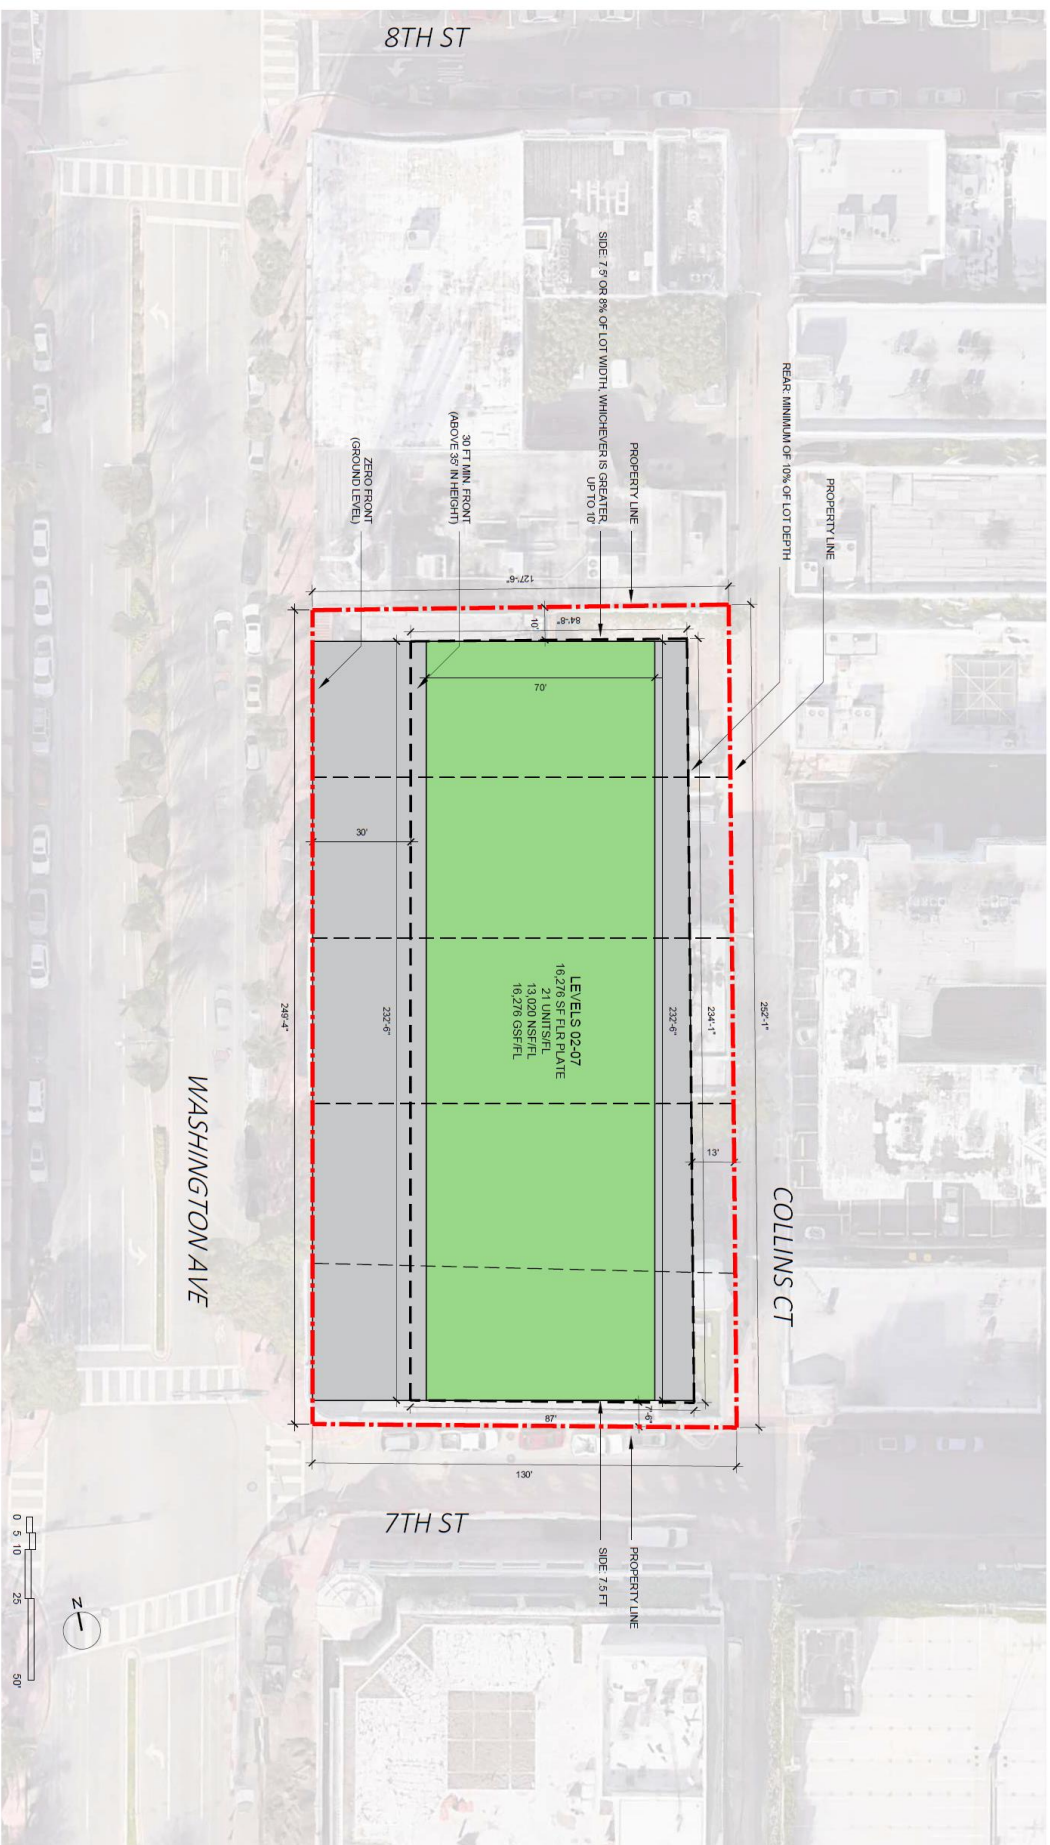 8TH ST
PROPERTY LINE
REAR: MINIMUM OF 10% OF LOT DEPTH
PROPERTY LINE
SIDE: 7.5' OR 8% OF LOT WIDTH, WHICHEVER IS GREATER,
UP TO 10'
30 FT MIN. FRONT
(ABOVE 35' IN HEIGHT)
ZERO FRONT
(GROUND LEVEL)
127'-6"
84'-8"
10'
70'
30'
252'-1"
234'-1"
232'-6"
LEVELS 02-07
16,276 SF FLR PLATE
21 UNITS/FL
13,020 NSF/FL
16,276 GSF/FL
232'-6"
249'-4"
13'
COLLINS CT
WASHINGTON AVE
7'-6"
87'
130'
7TH ST
PROPERTY LINE
SIDE: 7.5 FT
N
0 5 10 25 50'